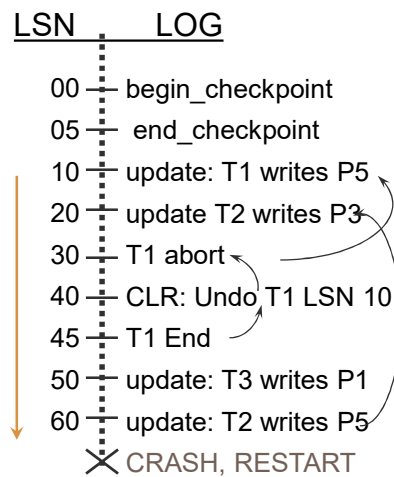 LSN LOG
00 begin_checkpoint
05 end_checkpoint
10 update: T1 writes P5
20 update T2 writes P3
30 T1 abort
40 CLR: Undo T1 LSN 10
45 T1 End
50 update: T3 writes P1
60 update: T2 writes P5
CRASH, RESTART